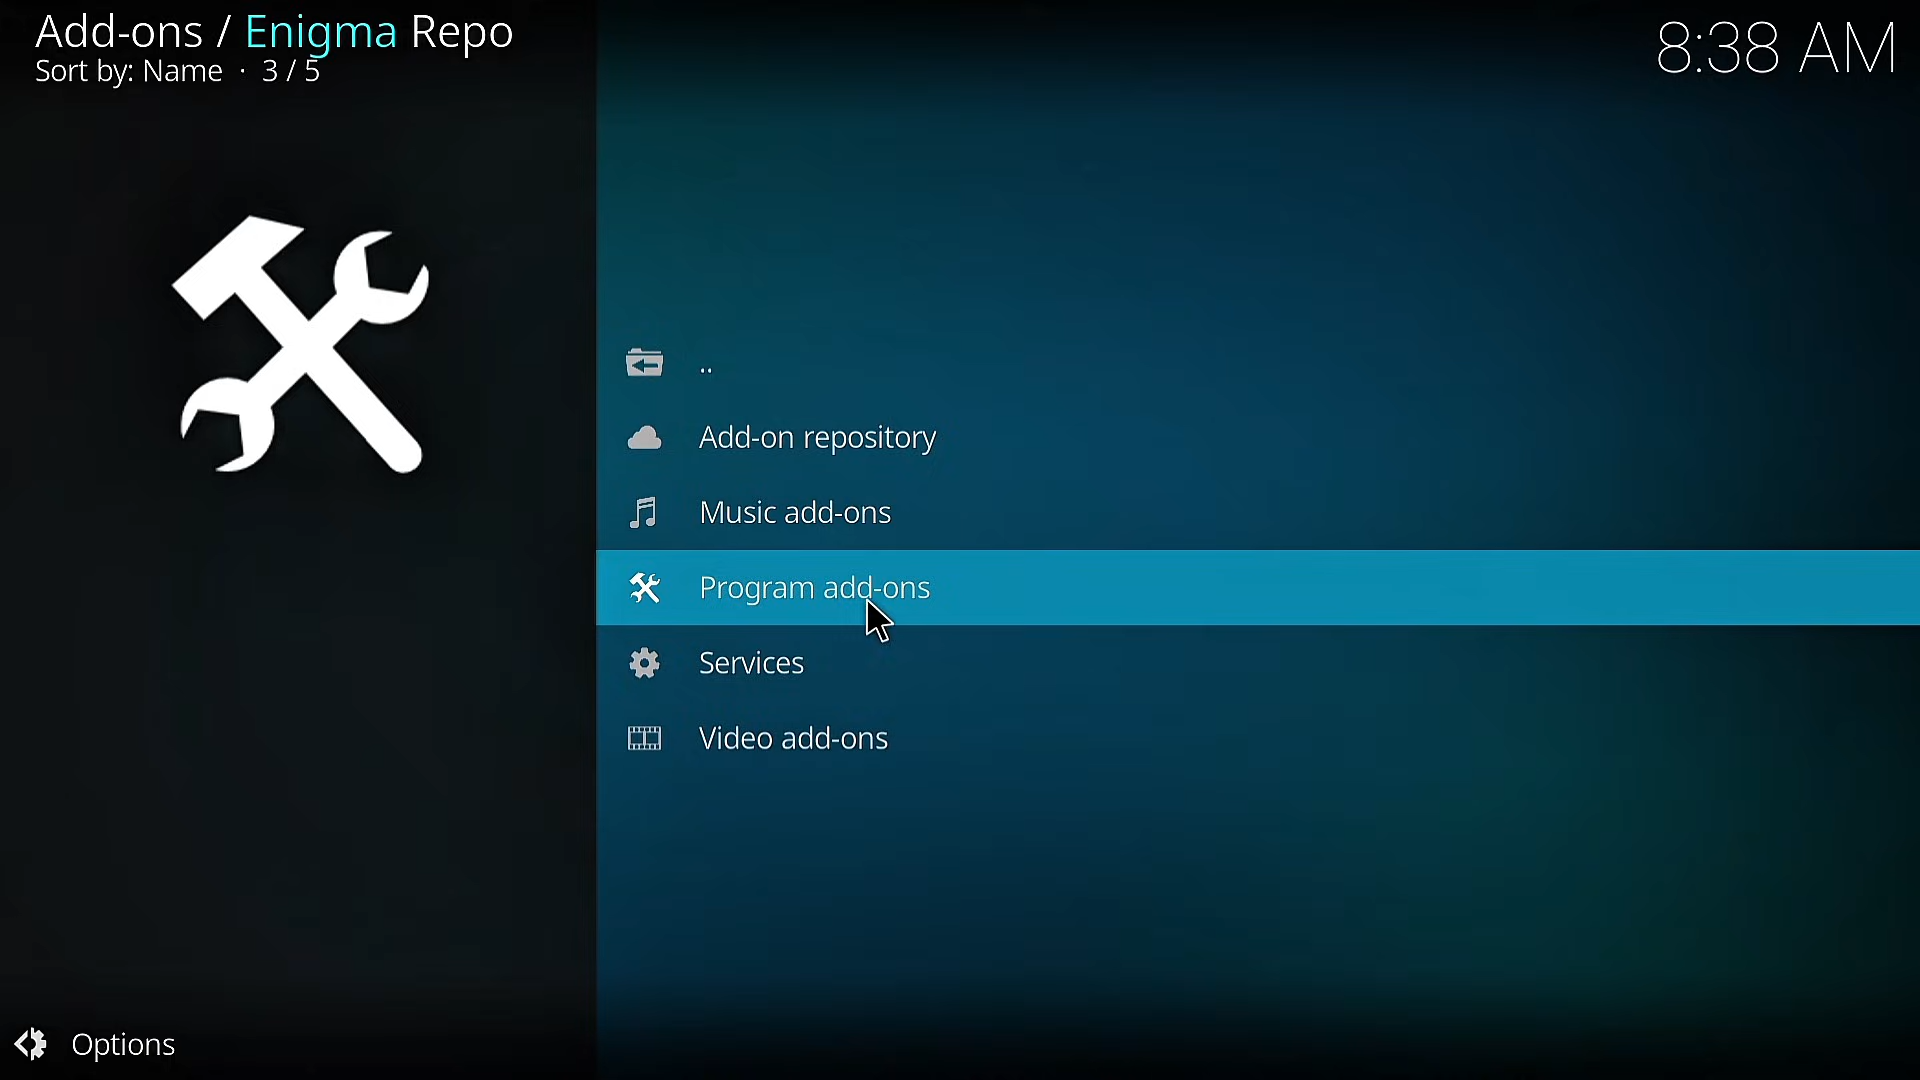 Add-ons / Enigma Repo
Sort by: Name · 3 / 5
8:38 AM
..
Add-on repository
Music add-ons
Program add-ons
Services
Video add-ons
Options